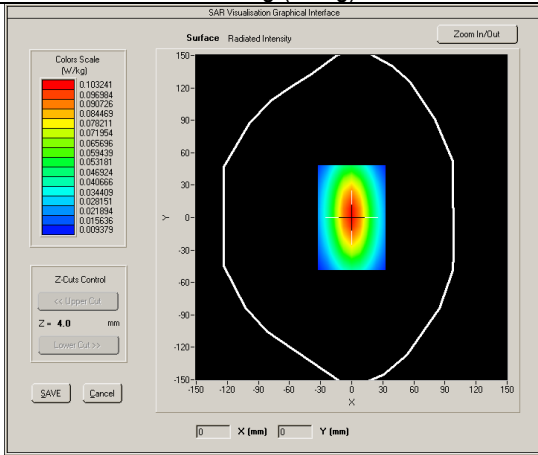 SAR Visualisation Graphical Interface
Surface Radiated Intensity
Zoom In/Out
Colors Scale
(W/kg)
0.103241
0.096984
0.090726
0.084469
0.078211
0.071954
0.065696
0.059439
0.053181
0.046924
0.040666
0.034409
0.028151
0.021894
0.015636
0.009379
Z-Cuts Control
<< Upper Cut
Z = 4.0 mm
Lower Cut >>
SAVE Cancel
150-
120-
90-
60-
30-
0-
-30-
-60-
-90-
-120-
-150-
Y
-150 -120 -90 -60 -30 0 30 60 90 120 150
X
0 X (mm) 0 Y (mm)